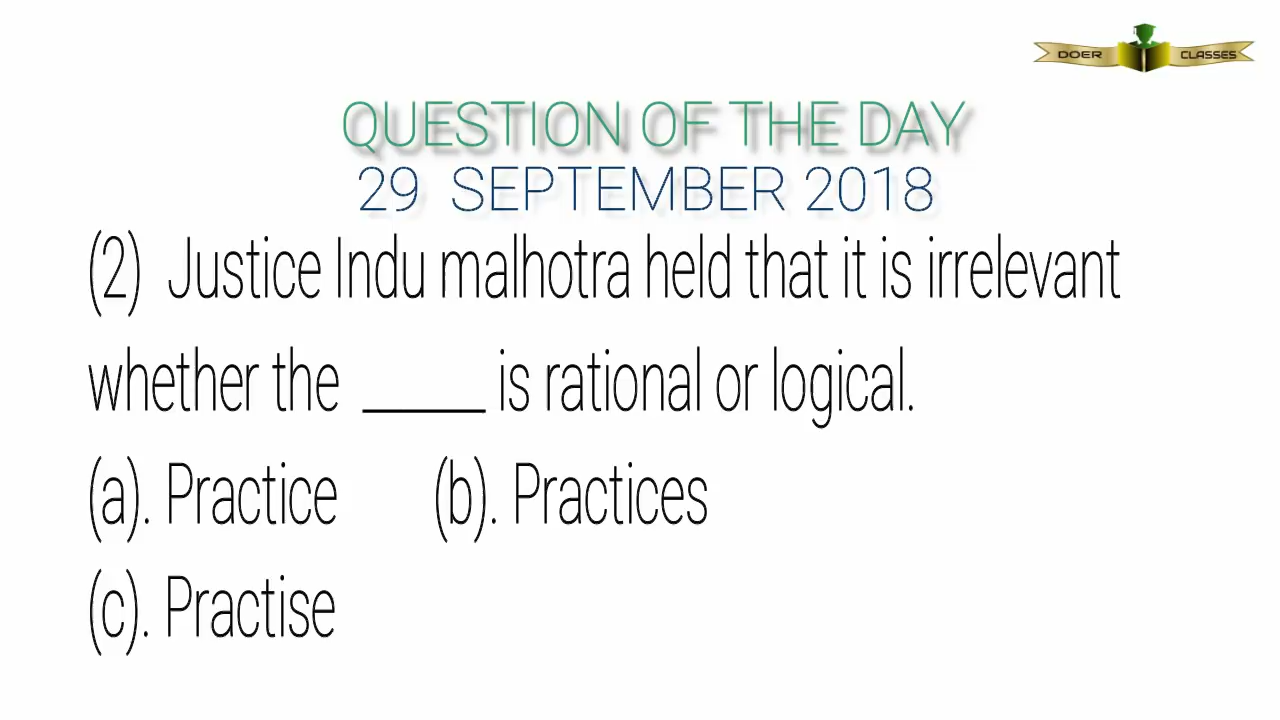 DOER CLASSES
QUESTION OF THE DAY
29 SEPTEMBER 2018
(2) Justice Indu malhotra held that it is irrelevant
whether the _____ is rational or logical.
(a). Practice (b). Practices
(c). Practise